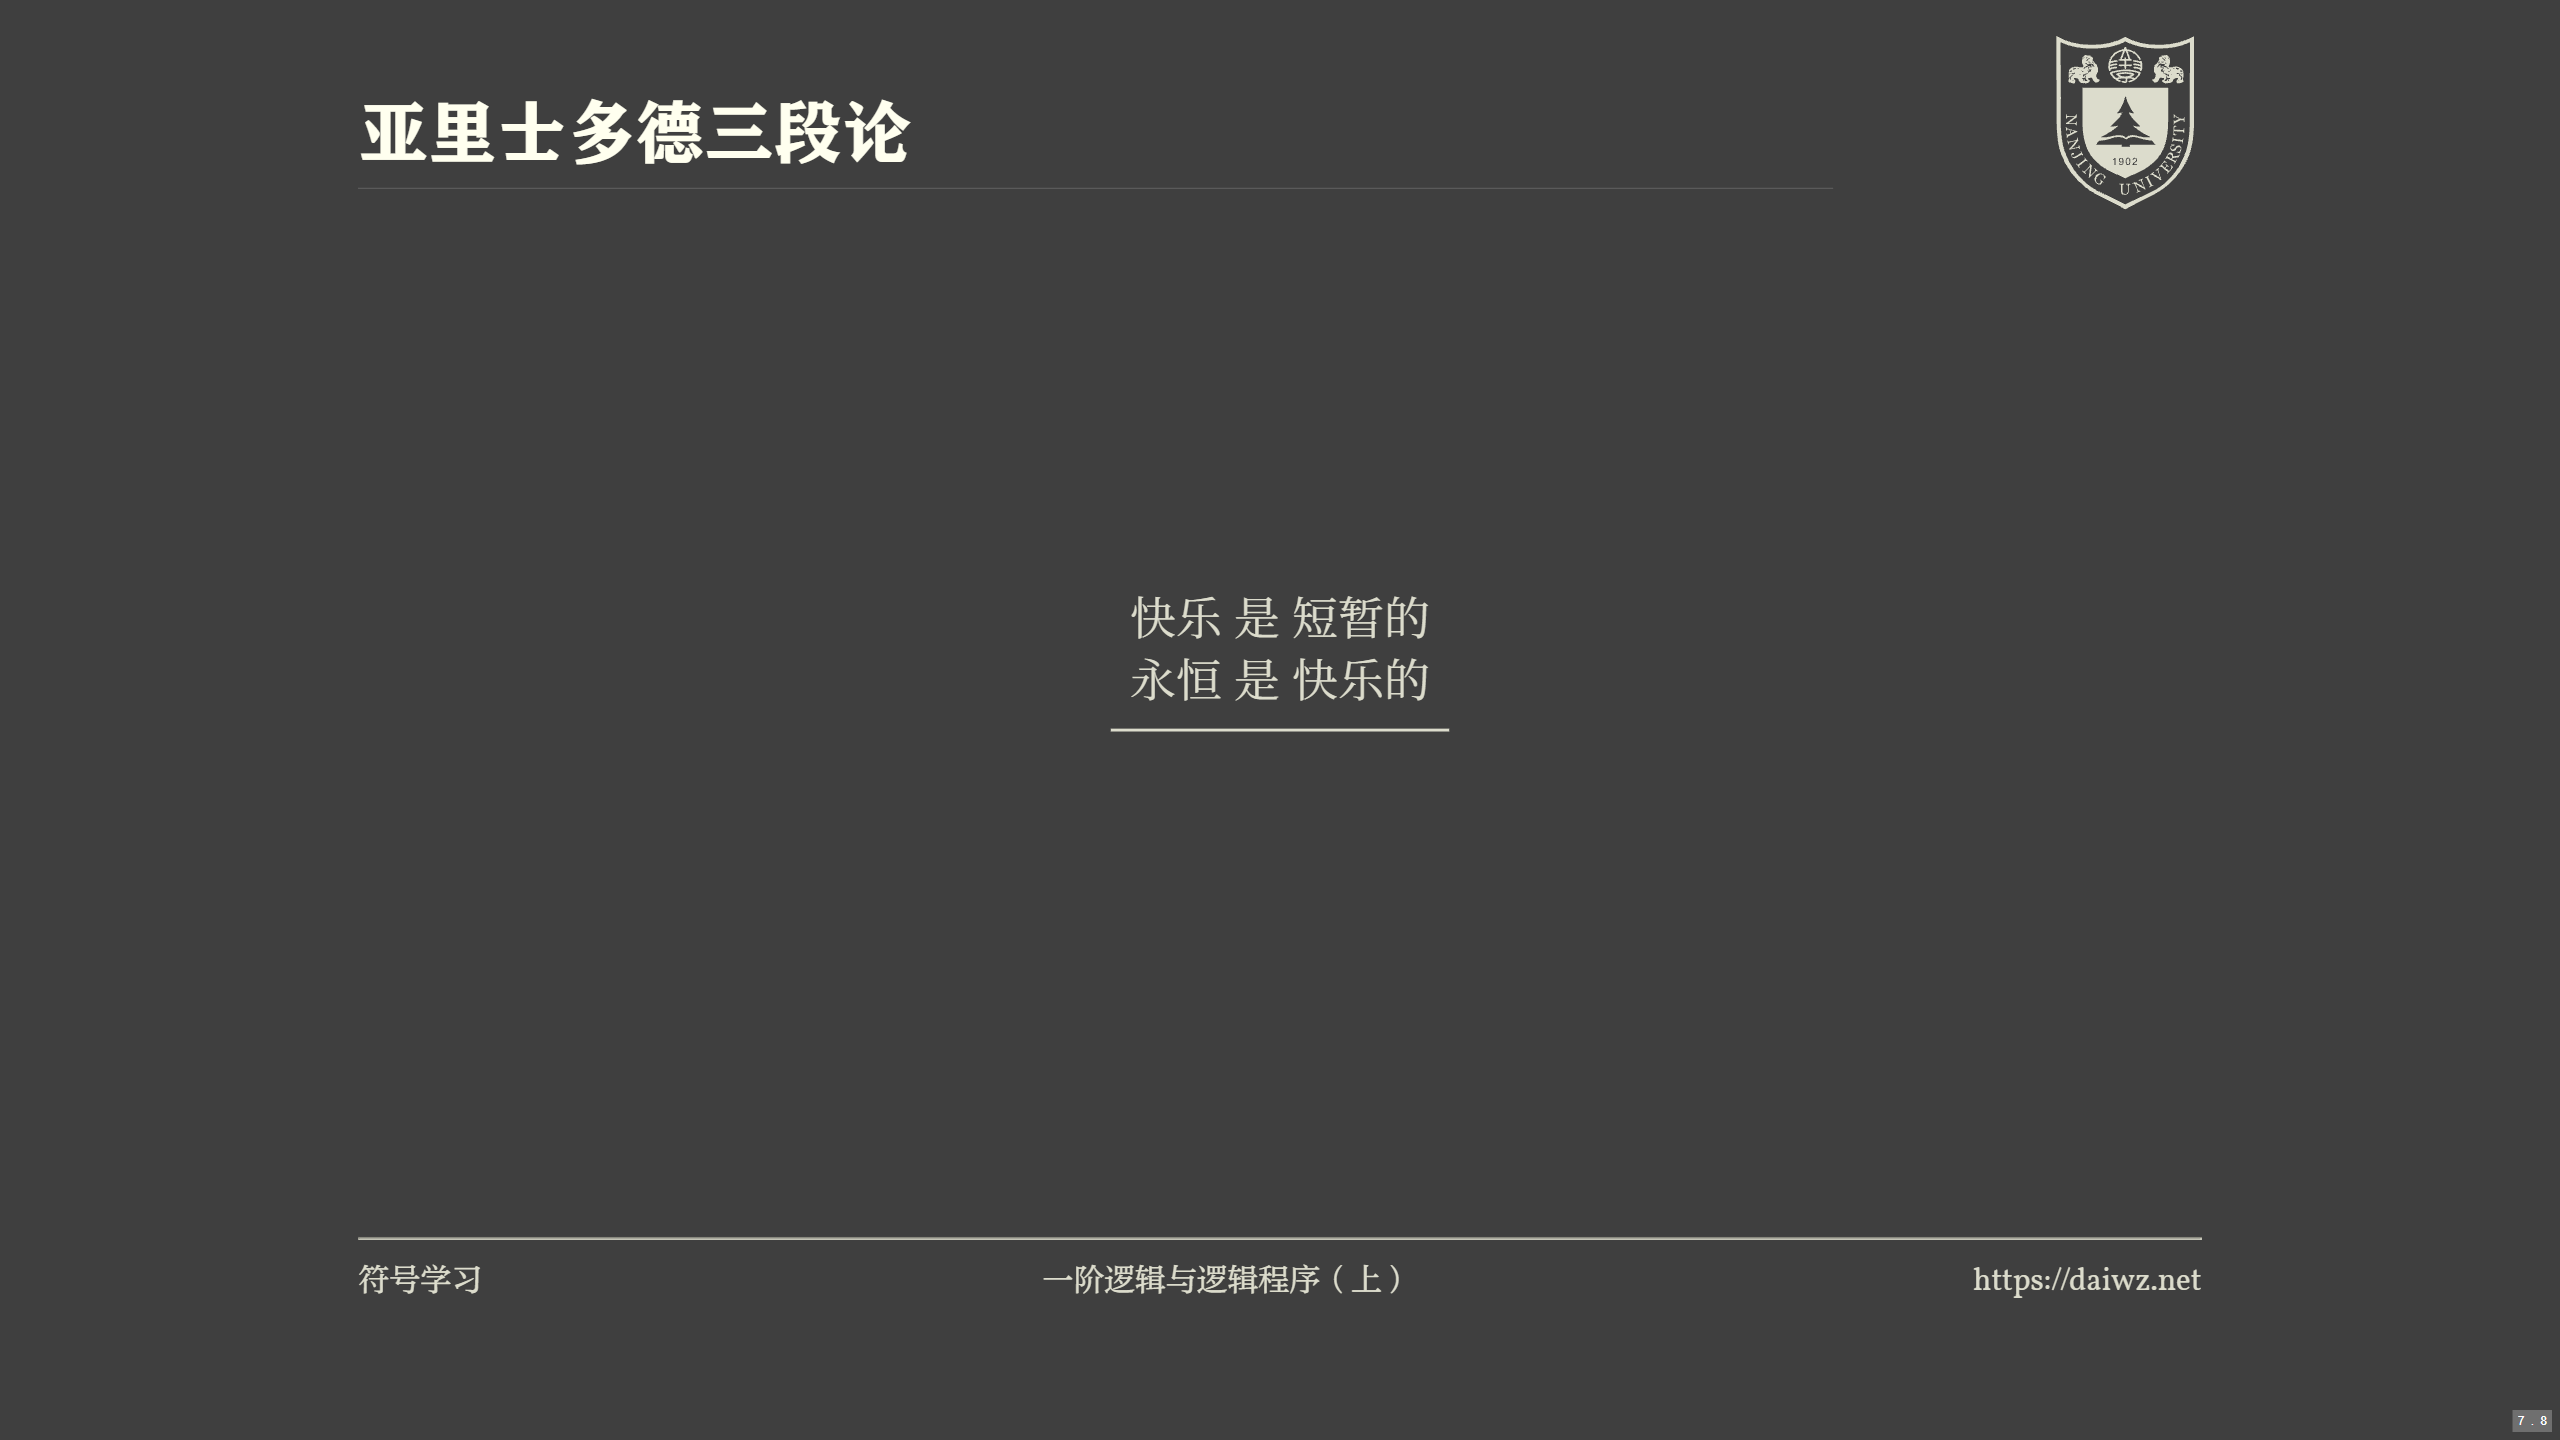 亚里士多德三段论
NANJING UNIVERSITY
1902
快乐 是 短暂的
永恒 是 快乐的
符号学习
一阶逻辑与逻辑程序（上）
https://daiwz.net
7 . 8